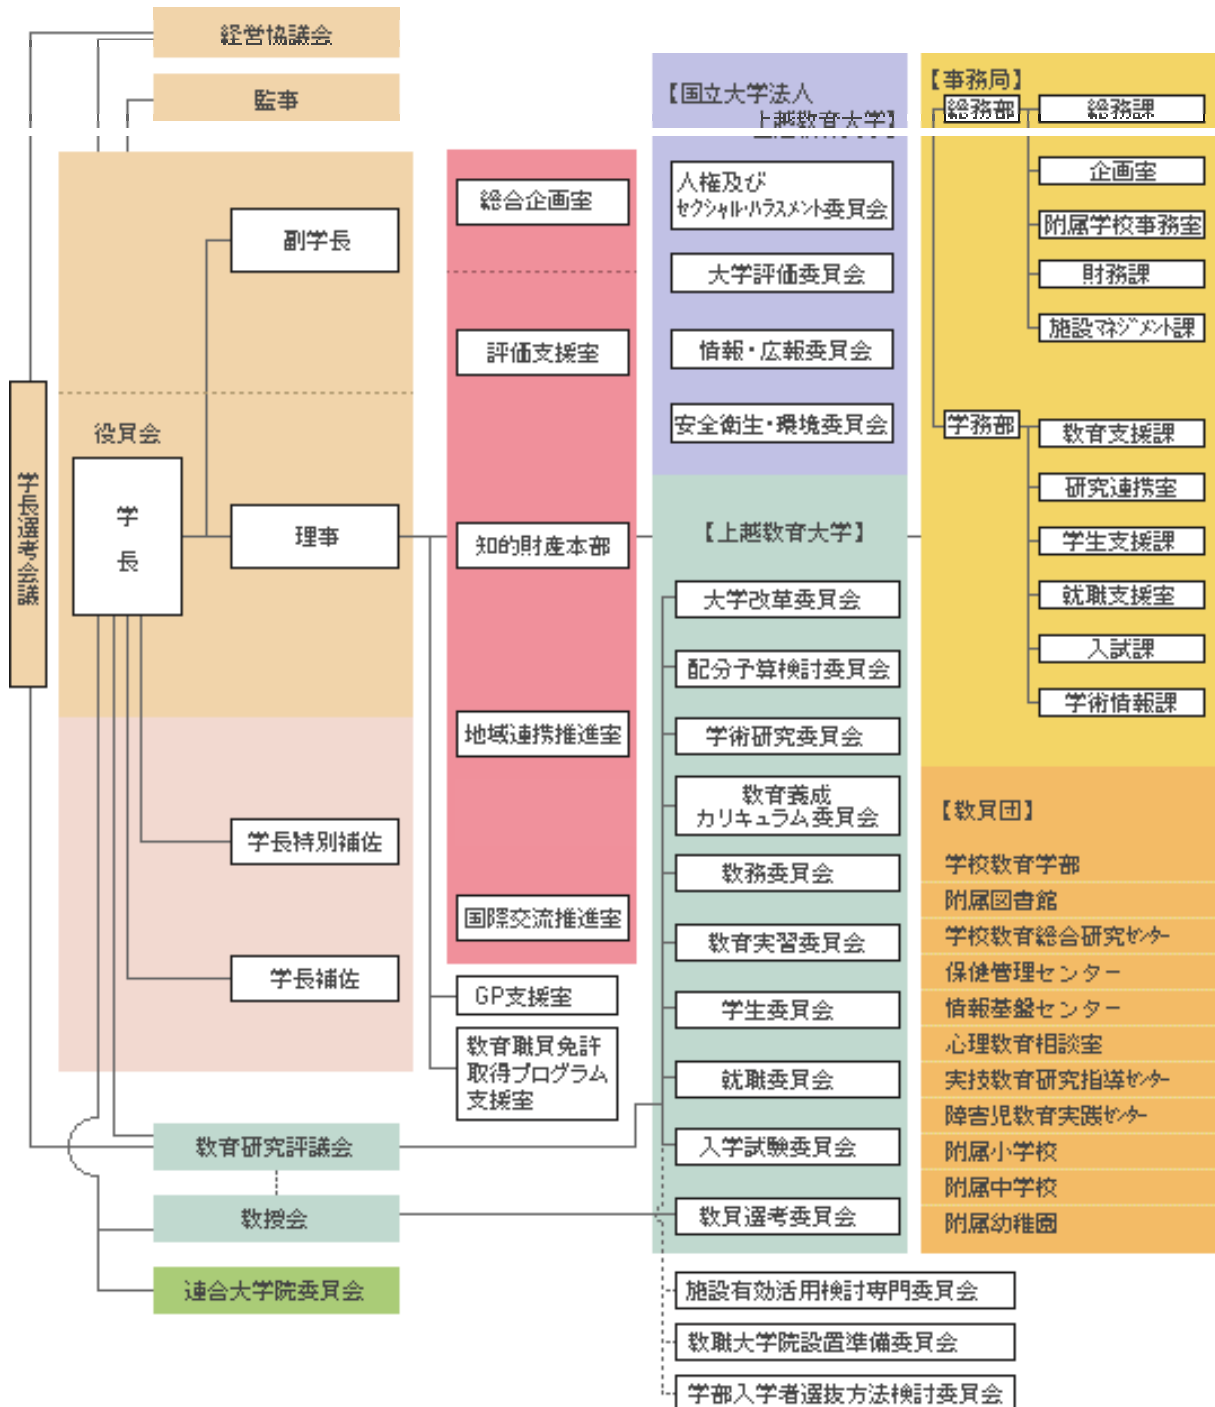 経営協議会
監事
副学長
役員会
学長
理事
学長選考会議
学長特別補佐
学長補佐
教育研究評議会
教授会
連合大学院委員会
総合企画室
評価支援室
知的財産本部
地域連携推進室
国際交流推進室
GP支援室
教育職員免許
取得プログラム
支援室
【国立大学法人
上越教育大学】
人権及び
セクシャル・ハラスメント委員会
大学評価委員会
情報・広報委員会
安全衛生・環境委員会
【上越教育大学】
大学改革委員会
配分予算検討委員会
学術研究委員会
教育養成
カリキュラム委員会
教務委員会
教育実習委員会
学生委員会
就職委員会
入学試験委員会
教員選考委員会
施設有効活用検討専門委員会
教職大学院設置準備委員会
学部入学者選抜方法検討委員会
【事務局】
総務部
総務課
企画室
附属学校事務室
財務課
施設マネジメント課
学務部
教育支援課
研究連携室
学生支援課
就職支援室
入試課
学術情報課
【教員団】
学校教育学部
附属図書館
学校教育総合研究センター
保健管理センター
情報基盤センター
心理教育相談室
実技教育研究指導センター
障害児教育実践センター
附属小学校
附属中学校
附属幼稚園